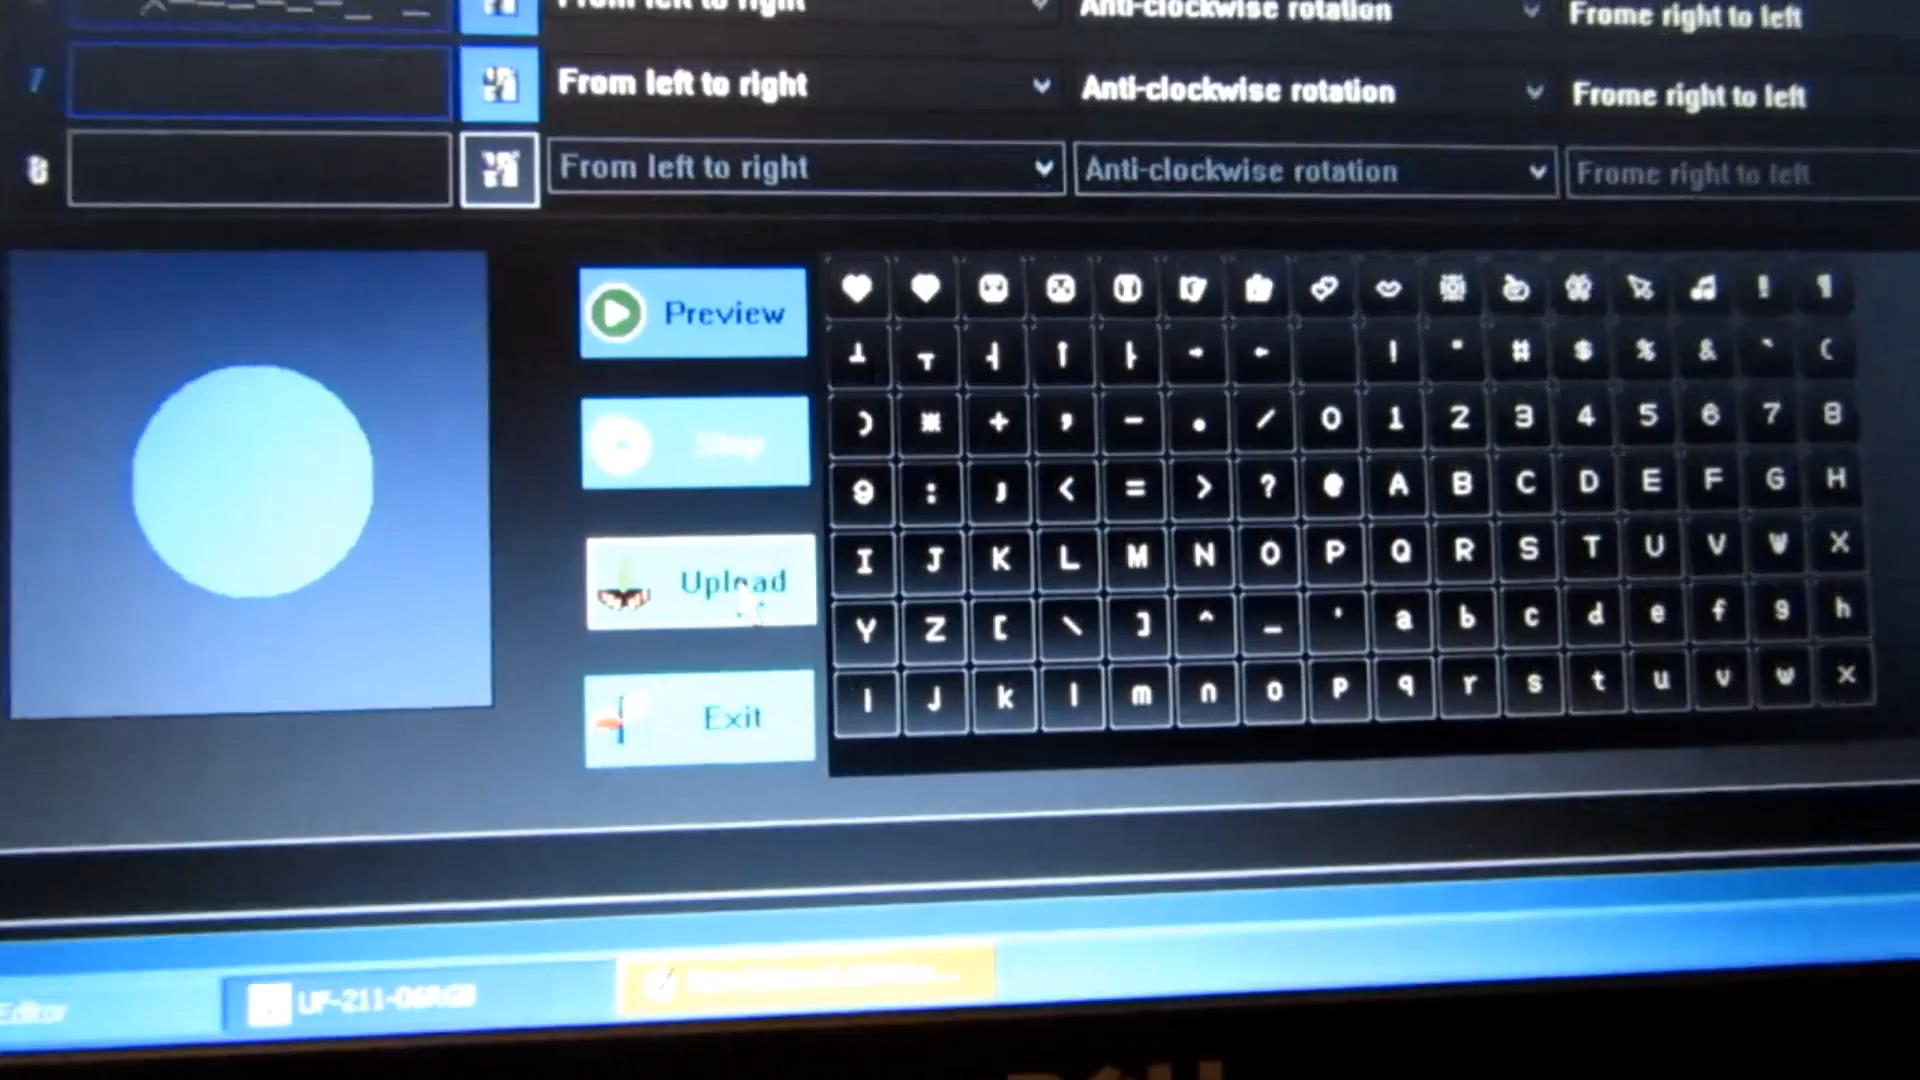 From left to right Anti-clockwise rotation Frome right to left
7 From left to right Anti-clockwise rotation Frome right to left
8 From left to right Anti-clockwise rotation Frome right to left
Preview
Stop
Upload
Exit
! " # $ % & ` (
) + , - . / 0 1 2 3 4 5 6 7 8
9 : ; < = > ? @ A B C D E F G H
I J K L M N O P Q R S T U V W X
Y Z [ \ ] ^ _ ' a b c d e f g h
i j k l m n o p q r s t u v w x
Editor
UF-211-06RGB